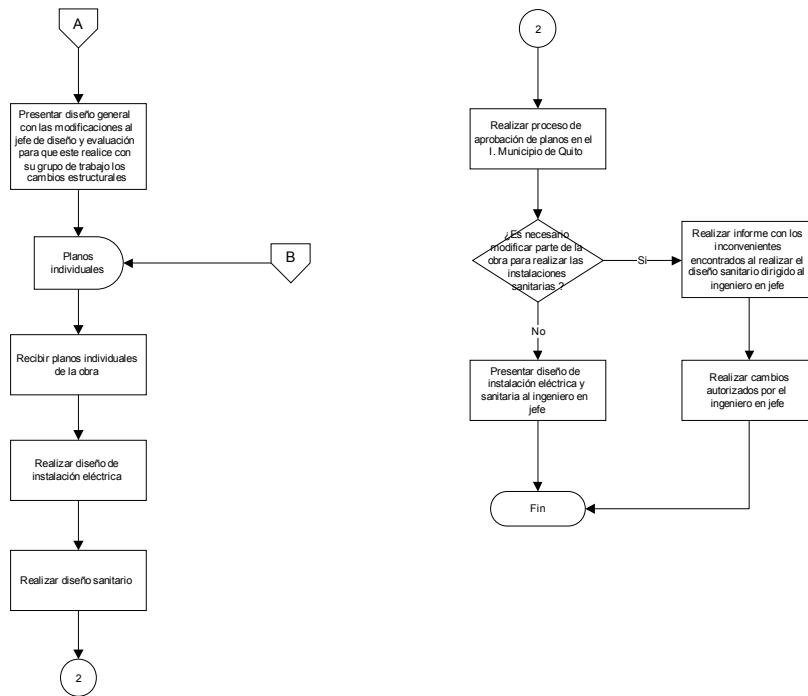 A
Presentar diseño general
con las modificaciones al
jefe de diseño y evaluación
para que este realice con
su grupo de trabajo los
cambios estructurales
Planos
individuales
B
Recibir planos individuales
de la obra
Realizar diseño de
instalación eléctrica
Realizar diseño sanitario
2
2
Realizar proceso de
aprobación de planos en el
I. Municipio de Quito
¿Es necesario
modificar parte de la
obra para realizar las
instalaciones
sanitarias ?
Si
Realizar informe con los
inconvenientes
encontrados al realizar el
diseño sanitario dirigido al
ingeniero en jefe
No
Presentar diseño de
instalación eléctrica y
sanitaria al ingeniero en
jefe
Realizar cambios
autorizados por el
ingeniero en jefe
Fin